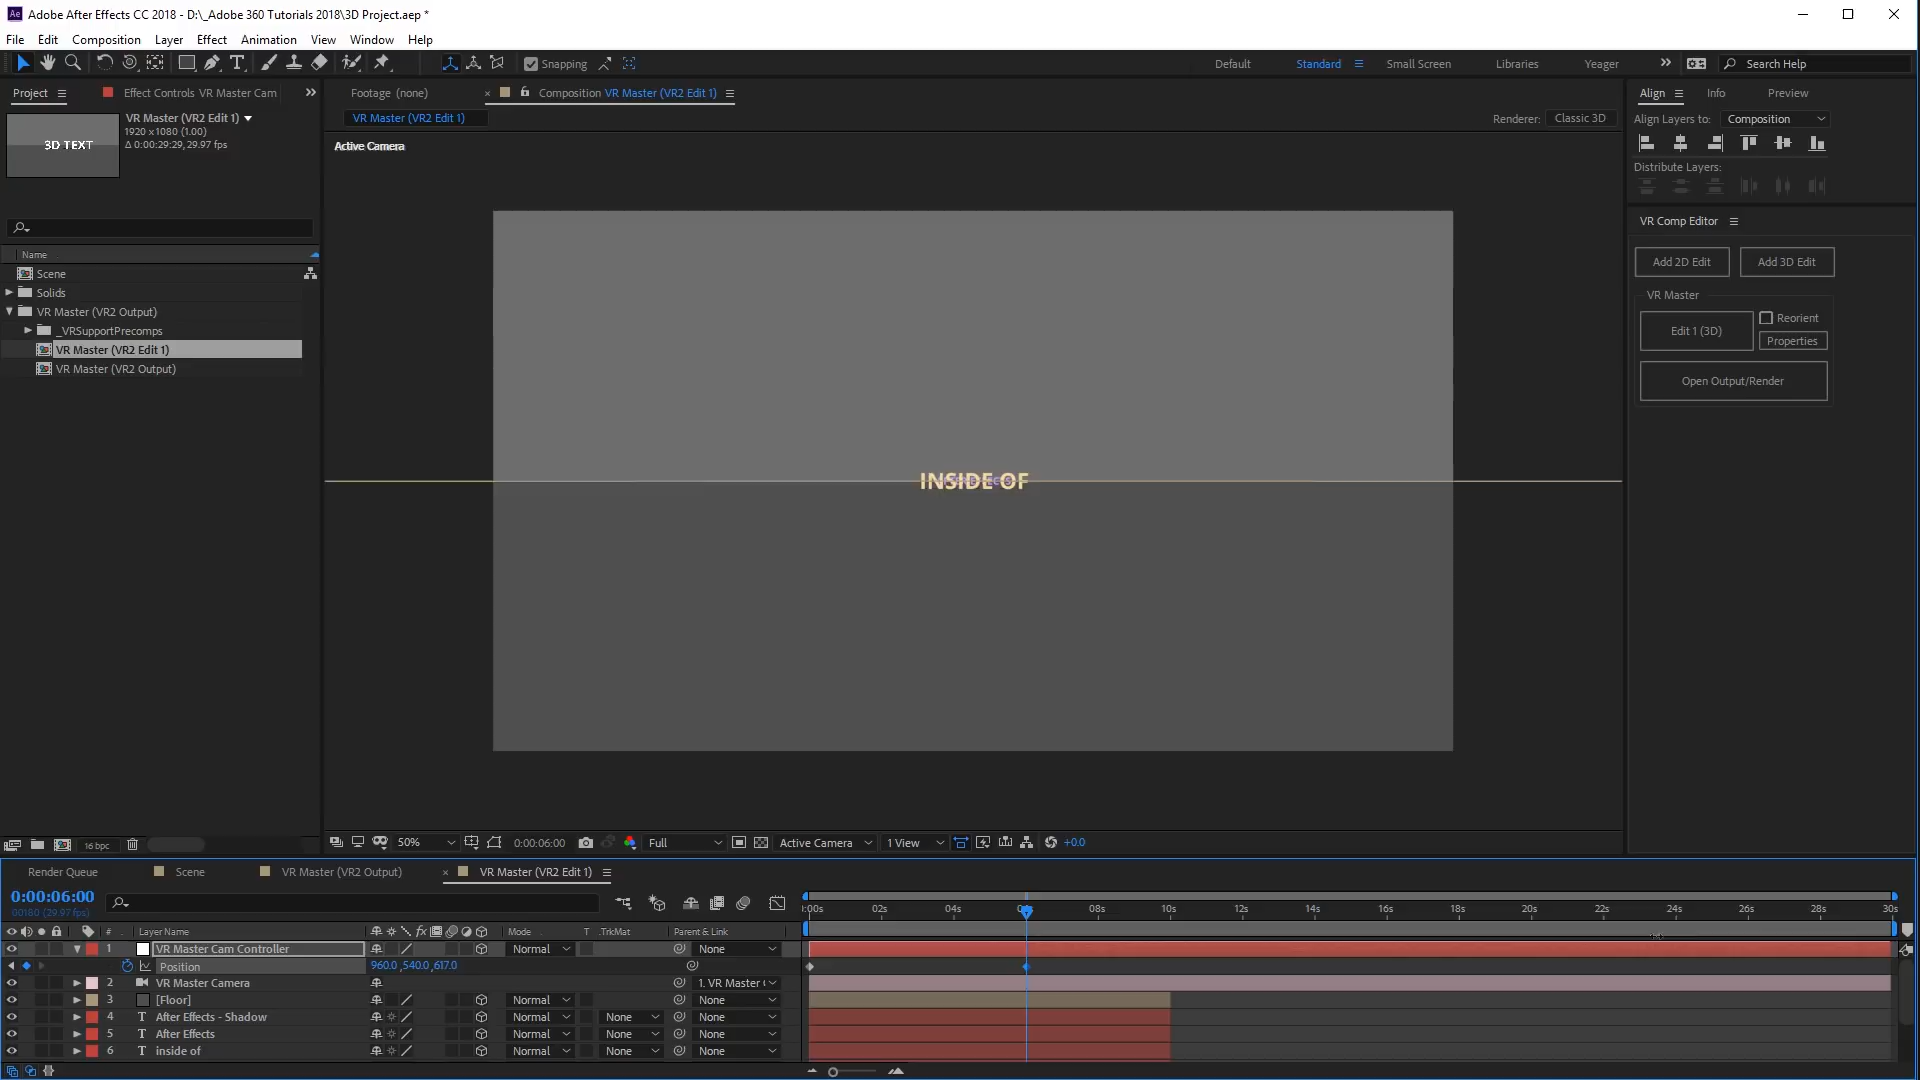 Adobe After Effects CC 2018 - D:\_Adobe 360 Tutorials 2018\3D Project.aep *
File Edit Composition Layer Effect Animation View Window Help
Snapping Default Standard Small Screen Libraries Yeager Search Help
Project Effect Controls VR Master Cam Footage (none) Composition VR Master (VR2 Edit 1) Align Info Preview
VR Master (VR2 Edit 1)
1920 x 1080 (1.00)
Δ 0:00:29:29, 29.97 fps
3D TEXT
VR Master (VR2 Edit 1) Renderer: Classic 3D
Align Layers to: Composition
Active Camera
Distribute Layers:
VR Comp Editor
Add 2D Edit Add 3D Edit
VR Master
Edit 1 (3D) Reorient
Properties
Open Output/Render
Name
Scene
Solids
VR Master (VR2 Output)
_VRSupportPrecomps
VR Master (VR2 Edit 1)
VR Master (VR2 Output)
INSIDE OF
16 bpc 50% 0:00:06:00 Full Active Camera 1 View +0.0
Render Queue Scene VR Master (VR2 Output) VR Master (VR2 Edit 1)
0:00:06:00
00180 (29.97 fps)
:00s 02s 04s 08s 10s 12s 14s 16s 18s 20s 22s 24s 26s 28s 30s
# Layer Name Mode T .TrkMat Parent & Link
1 VR Master Cam Controller Normal None
Position 960.0,540.0,617.0
2 VR Master Camera 1. VR Master
3 [Floor] Normal None
4 After Effects - Shadow Normal None None
5 After Effects Normal None None
6 inside of Normal None None